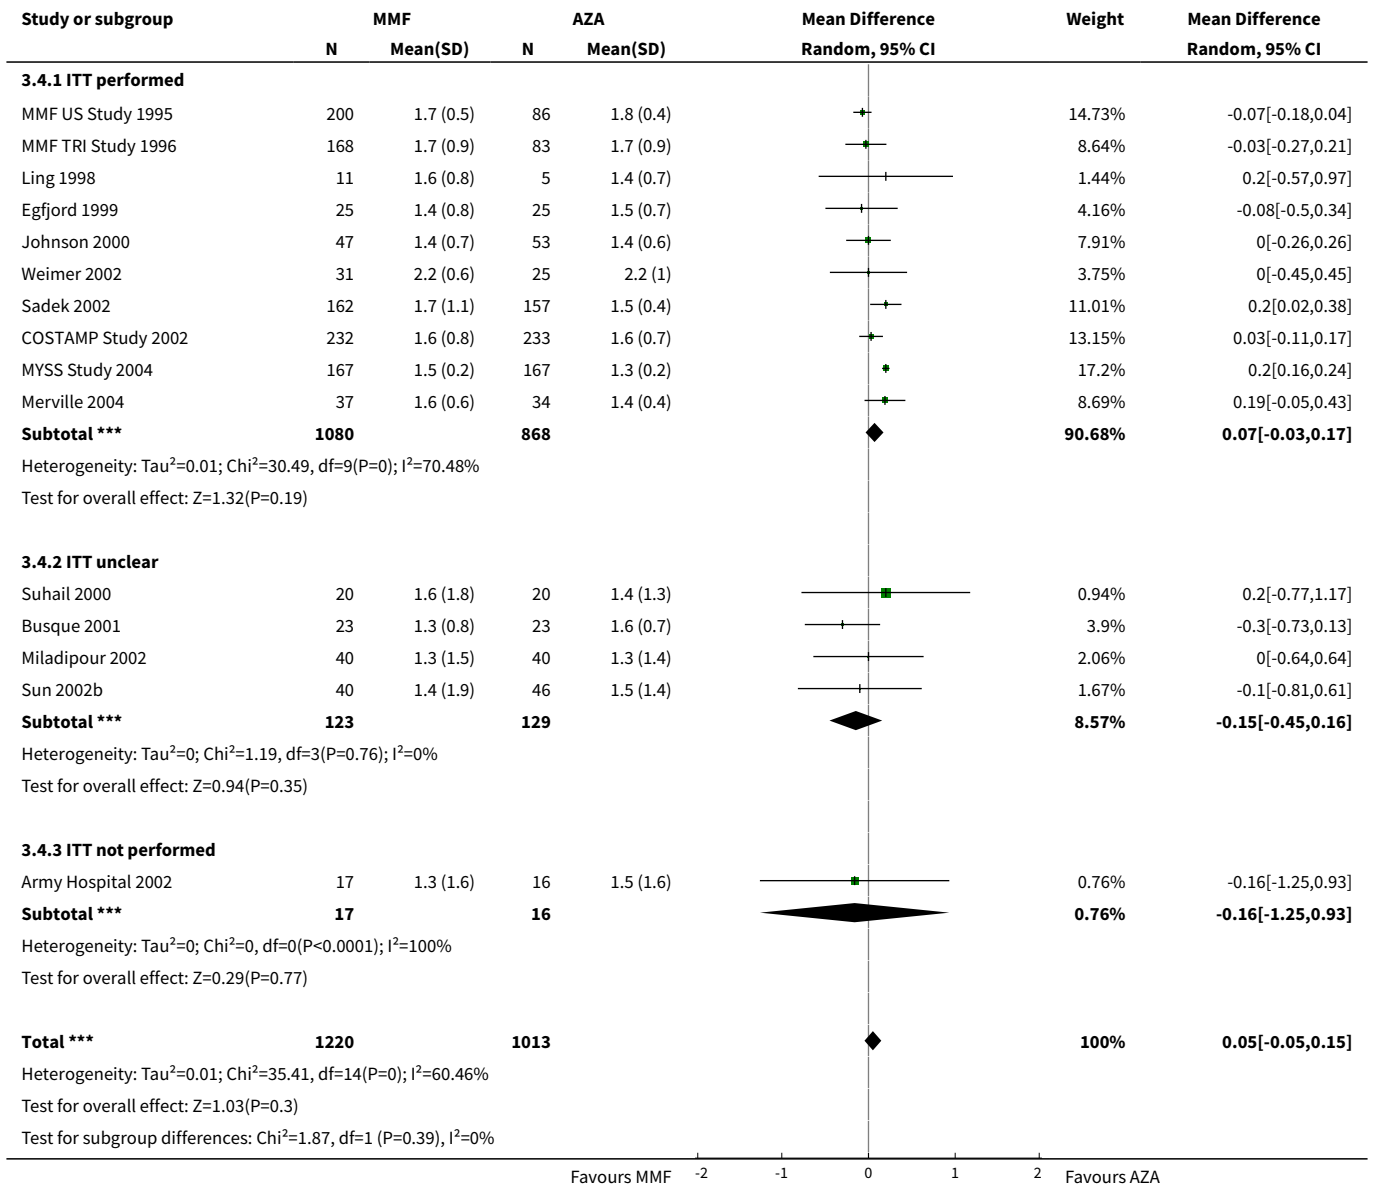 Study or subgroup MMF AZA Mean Difference Weight Mean Difference
N Mean(SD) N Mean(SD) Random, 95% CI Random, 95% CI
3.4.1 ITT performed
MMF US Study 1995 200 1.7 (0.5) 86 1.8 (0.4) 14.73% -0.07[-0.18,0.04]
MMF TRI Study 1996 168 1.7 (0.9) 83 1.7 (0.9) 8.64% -0.03[-0.27,0.21]
Ling 1998 11 1.6 (0.8) 5 1.4 (0.7) 1.44% 0.2[-0.57,0.97]
Egfjord 1999 25 1.4 (0.8) 25 1.5 (0.7) 4.16% -0.08[-0.5,0.34]
Johnson 2000 47 1.4 (0.7) 53 1.4 (0.6) 7.91% 0[-0.26,0.26]
Weimer 2002 31 2.2 (0.6) 25 2.2 (1) 3.75% 0[-0.45,0.45]
Sadek 2002 162 1.7 (1.1) 157 1.5 (0.4) 11.01% 0.2[0.02,0.38]
COSTAMP Study 2002 232 1.6 (0.8) 233 1.6 (0.7) 13.15% 0.03[-0.11,0.17]
MYSS Study 2004 167 1.5 (0.2) 167 1.3 (0.2) 17.2% 0.2[0.16,0.24]
Merville 2004 37 1.6 (0.6) 34 1.4 (0.4) 8.69% 0.19[-0.05,0.43]
Subtotal *** 1080 868 90.68% 0.07[-0.03,0.17]
Heterogeneity: Tau²=0.01; Chi²=30.49, df=9(P=0); I²=70.48%
Test for overall effect: Z=1.32(P=0.19)
3.4.2 ITT unclear
Suhail 2000 20 1.6 (1.8) 20 1.4 (1.3) 0.94% 0.2[-0.77,1.17]
Busque 2001 23 1.3 (0.8) 23 1.6 (0.7) 3.9% -0.3[-0.73,0.13]
Miladipour 2002 40 1.3 (1.5) 40 1.3 (1.4) 2.06% 0[-0.64,0.64]
Sun 2002b 40 1.4 (1.9) 46 1.5 (1.4) 1.67% -0.1[-0.81,0.61]
Subtotal *** 123 129 8.57% -0.15[-0.45,0.16]
Heterogeneity: Tau²=0; Chi²=1.19, df=3(P=0.76); I²=0%
Test for overall effect: Z=0.94(P=0.35)
3.4.3 ITT not performed
Army Hospital 2002 17 1.3 (1.6) 16 1.5 (1.6) 0.76% -0.16[-1.25,0.93]
Subtotal *** 17 16 0.76% -0.16[-1.25,0.93]
Heterogeneity: Tau²=0; Chi²=0, df=0(P<0.0001); I²=100%
Test for overall effect: Z=0.29(P=0.77)
Total *** 1220 1013 100% 0.05[-0.05,0.15]
Heterogeneity: Tau²=0.01; Chi²=35.41, df=14(P=0); I²=60.46%
Test for overall effect: Z=1.03(P=0.3)
Test for subgroup differences: Chi²=1.87, df=1 (P=0.39), I²=0%
Favours MMF -2 -1 0 1 2 Favours AZA